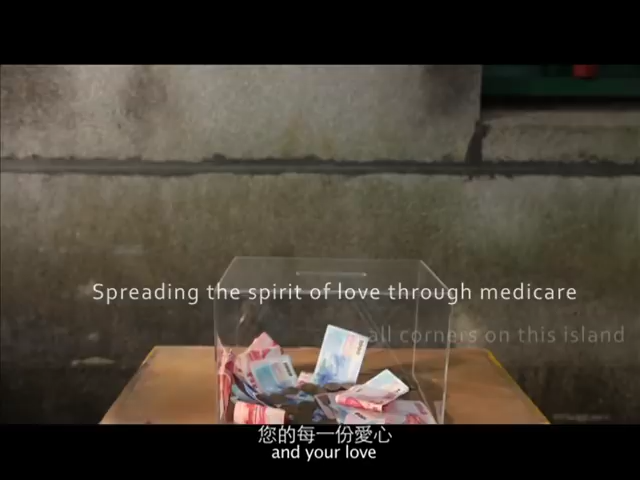 Spreading the spirit of love through medicare
all corners on this island
您的每一份愛心
and your love